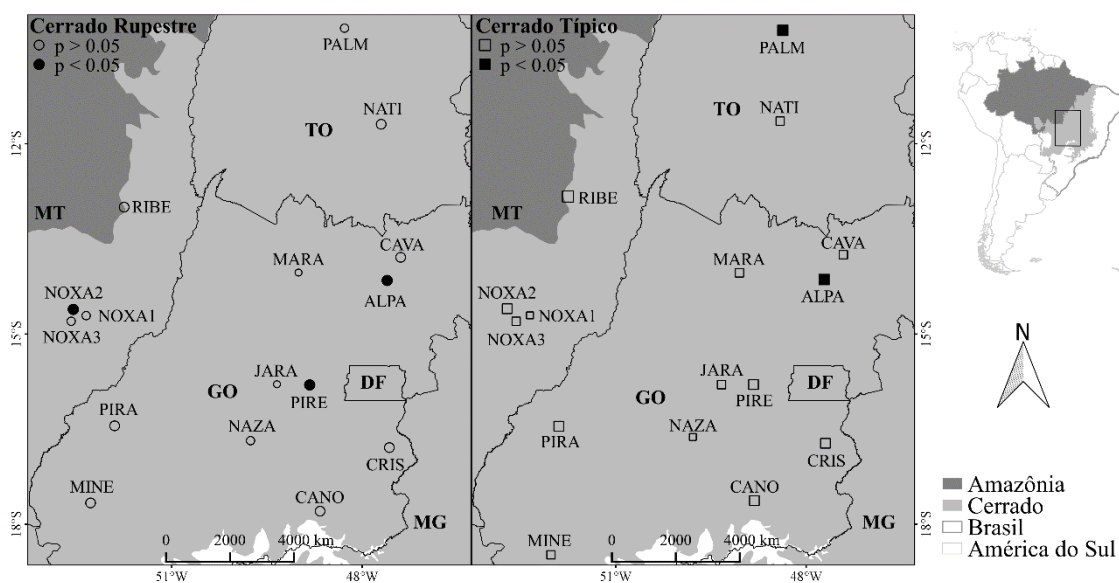 Cerrado Rupestre
p > 0.05
p < 0.05
PALM
NATI
TO
RIBE
MT
CAVA
MARA
ALPA
NOXA2
NOXA1
NOXA3
JARA
DF
GO
PIRE
PIRA
NAZA
CRIS
MINE
CANO
MG
0 2000 4000 km
51°W 48°W
12°S
15°S
18°S
Cerrado Típico
p > 0.05
p < 0.05
PALM
NATI
TO
RIBE
MT
CAVA
MARA
ALPA
NOXA2
NOXA1
NOXA3
JARA
DF
GO
PIRE
NAZA
PIRA
CRIS
CANO
MG
MINE
0 2000 4000 km
51°W 48°W
12°S
15°S
18°S
N
Amazônia
Cerrado
Brasil
América do Sul